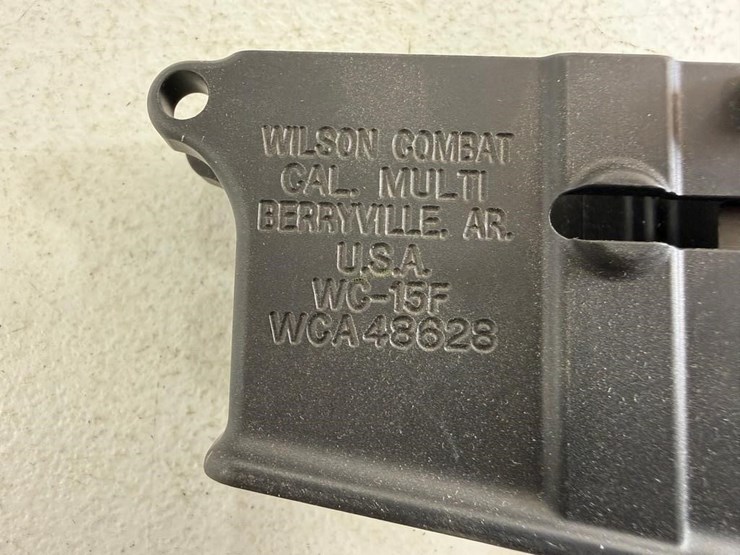 WILSON COMBAT
CAL. MULTI
BERRYVILLE. AR.
U.S.A.
WC-15F
WCA48628